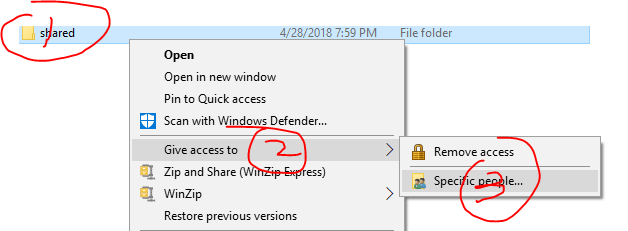 1 shared 4/28/2018 7:59 PM File folder
Open
Open in new window
Pin to Quick access
Scan with Windows Defender...
Give access to 2
Remove access
Zip and Share (WinZip Express)
Specific people... 3
WinZip
Restore previous versions